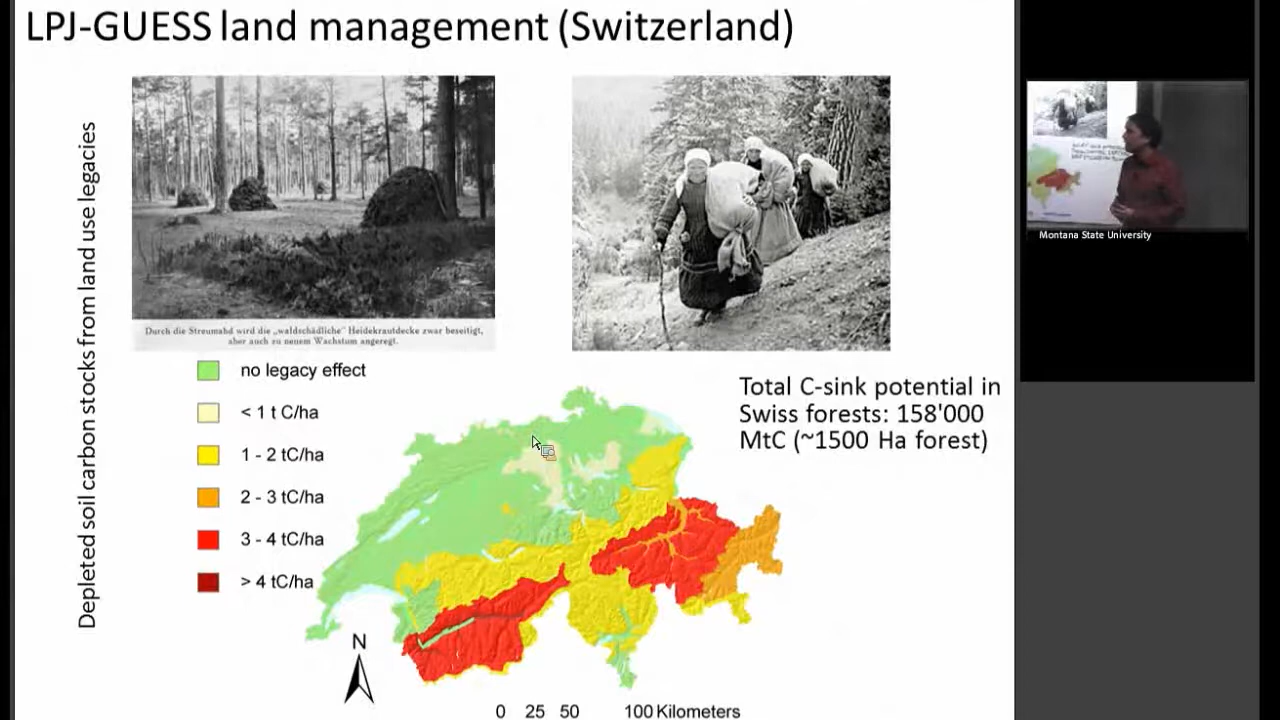 LPJ-GUESS land management (Switzerland)
Depleted soil carbon stocks from land use legacies
Durch die Streumahd wird die „waldschädliche" Heidekrautdecke zwar beseitigt,
aber auch zu neuem Wachstum angeregt.
Montana State University
no legacy effect
< 1 t C/ha
1 - 2 tC/ha
2 - 3 tC/ha
3 - 4 tC/ha
> 4 tC/ha
Total C-sink potential in
Swiss forests: 158'000
MtC (~1500 Ha forest)
N
0 25 50 100 Kilometers